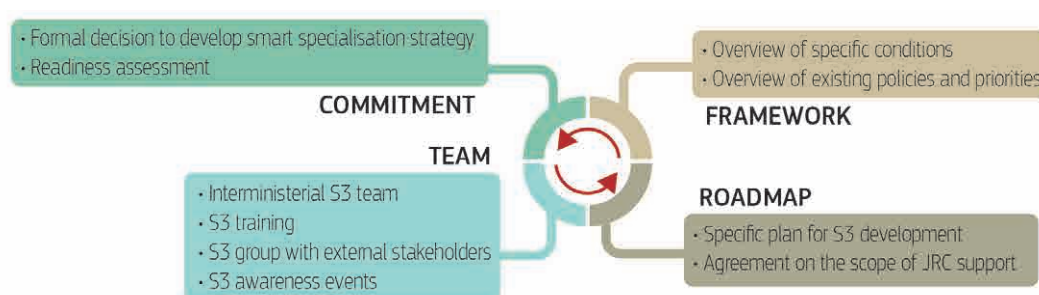 • Formal decision to develop smart specialisation strategy
• Readiness assessment
COMMITMENT
• Overview of specific conditions
• Overview of existing policies and priorities
FRAMEWORK
TEAM
• Interministerial S3 team
• S3 training
• S3 group with external stakeholders
• S3 awareness events
ROADMAP
• Specific plan for S3 development
• Agreement on the scope of JRC support